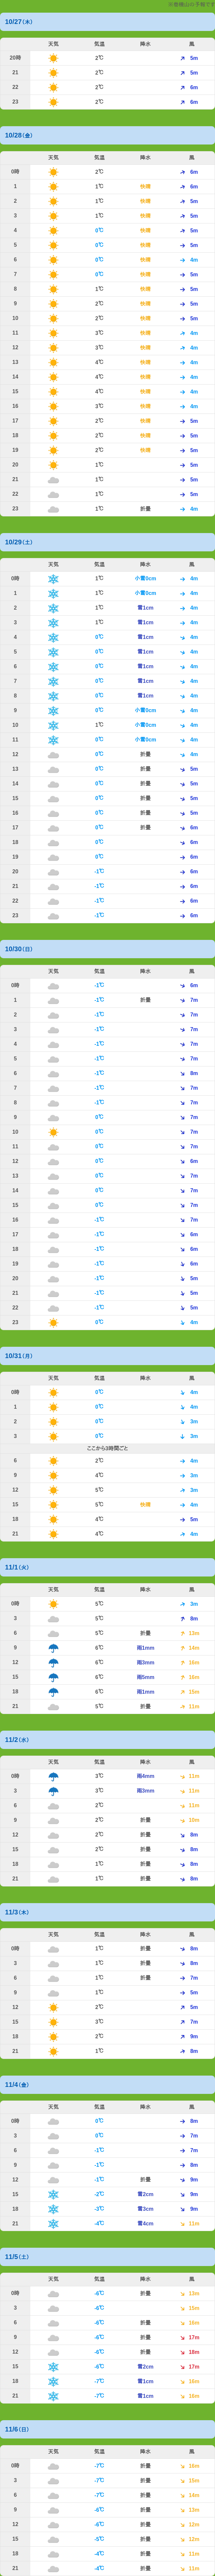 予報です
10/27(木)
天気 気温 降水 風
20時 2℃ 5m
21 2℃ 5m
22 2℃ 6m
23 2℃ 6m
10/28(金)
天気 気温 降水 風
0時 2℃ 6m
1 1℃ 快晴 6m
2 1℃ 快晴 5m
3 1℃ 快晴 5m
4 0℃ 快晴 5m
5 0℃ 快晴 5m
6 0℃ 快晴 4m
7 0℃ 快晴 5m
8 1℃ 快晴 5m
9 2℃ 快晴 5m
10 2℃ 快晴 5m
11 3℃ 快晴 4m
12 3℃ 快晴 4m
13 4℃ 快晴 4m
14 4℃ 快晴 4m
15 4℃ 快晴 4m
16 3℃ 快晴 4m
17 2℃ 快晴 5m
18 2℃ 快晴 5m
19 2℃ 快晴 5m
20 1℃ 5m
21 1℃ 5m
22 1℃ 5m
23 1℃ 折曇 4m
10/29(土)
天気 気温 降水 風
0時 1℃ 小雪0cm 4m
1 1℃ 小雪0cm 4m
2 1℃ 雪1cm 4m
3 1℃ 雪1cm 4m
4 0℃ 雪1cm 4m
5 0℃ 雪1cm 4m
6 0℃ 雪1cm 4m
7 0℃ 雪1cm 4m
8 0℃ 雪1cm 4m
9 0℃ 小雪0cm 4m
10 1℃ 小雪0cm 4m
11 0℃ 小雪0cm 4m
12 0℃ 折曇 4m
13 0℃ 折曇 5m
14 0℃ 折曇 5m
15 0℃ 折曇 5m
16 0℃ 折曇 5m
17 0℃ 折曇 6m
18 0℃ 6m
19 0℃ 6m
20 -1℃ 6m
21 -1℃ 6m
22 -1℃ 6m
23 -1℃ 6m
10/30(日)
天気 気温 降水 風
0時 -1℃ 6m
1 -1℃ 折曇 7m
2 -1℃ 7m
3 -1℃ 7m
4 -1℃ 7m
5 -1℃ 7m
6 -1℃ 8m
7 -1℃ 7m
8 -1℃ 7m
9 0℃ 7m
10 0℃ 7m
11 0℃ 7m
12 0℃ 6m
13 0℃ 7m
14 0℃ 7m
15 0℃ 7m
16 -1℃ 7m
17 -1℃ 6m
18 -1℃ 6m
19 -1℃ 6m
20 -1℃ 5m
21 -1℃ 5m
22 -1℃ 5m
23 0℃ 4m
10/31(月)
天気 気温 降水 風
0時 0℃ 4m
1 0℃ 4m
2 0℃ 3m
3 0℃ 3m
ここから3時間ごと
6 2℃ 4m
9 4℃ 3m
12 5℃ 3m
15 5℃ 快晴 4m
18 4℃ 5m
21 4℃ 4m
11/1(火)
天気 気温 降水 風
0時 5℃ 3m
3 5℃ 8m
6 5℃ 折曇 13m
9 6℃ 雨1mm 14m
12 6℃ 雨3mm 16m
15 6℃ 雨5mm 16m
18 6℃ 雨1mm 15m
21 5℃ 折曇 11m
11/2(水)
天気 気温 降水 風
0時 3℃ 雨4mm 11m
3 3℃ 雨3mm 11m
6 2℃ 11m
9 2℃ 折曇 10m
12 2℃ 折曇 8m
15 2℃ 折曇 8m
18 1℃ 折曇 8m
21 1℃ 折曇 8m
11/3(木)
天気 気温 降水 風
0時 1℃ 折曇 8m
3 1℃ 折曇 8m
6 1℃ 折曇 7m
9 1℃ 5m
12 2℃ 5m
15 3℃ 7m
18 2℃ 9m
21 1℃ 8m
11/4(金)
天気 気温 降水 風
0時 0℃ 8m
3 0℃ 7m
6 -1℃ 7m
9 -1℃ 8m
12 -1℃ 折曇 9m
15 -2℃ 雪2cm 9m
18 -3℃ 雪3cm 9m
21 -4℃ 雪4cm 11m
11/5(土)
天気 気温 降水 風
0時 -6℃ 折曇 13m
3 -6℃ 15m
6 -6℃ 折曇 16m
9 -6℃ 折曇 17m
12 -6℃ 折曇 18m
15 -6℃ 雪2cm 17m
18 -7℃ 雪1cm 16m
21 -7℃ 雪1cm 16m
11/6(日)
天気 気温 降水 風
0時 -7℃ 折曇 16m
3 -7℃ 折曇 15m
6 -7℃ 折曇 14m
9 -6℃ 折曇 13m
12 -6℃ 折曇 12m
15 -5℃ 折曇 12m
18 -4℃ 折曇 11m
21 -4℃ 折曇 11m